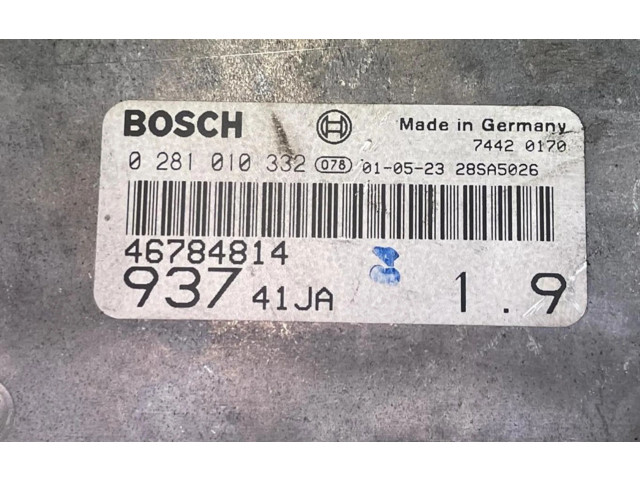 BOSCH Made in Germany
7442 0170
0 281 010 332 078 01-05-23 28SA5026
46784814
937 41JA 1.9